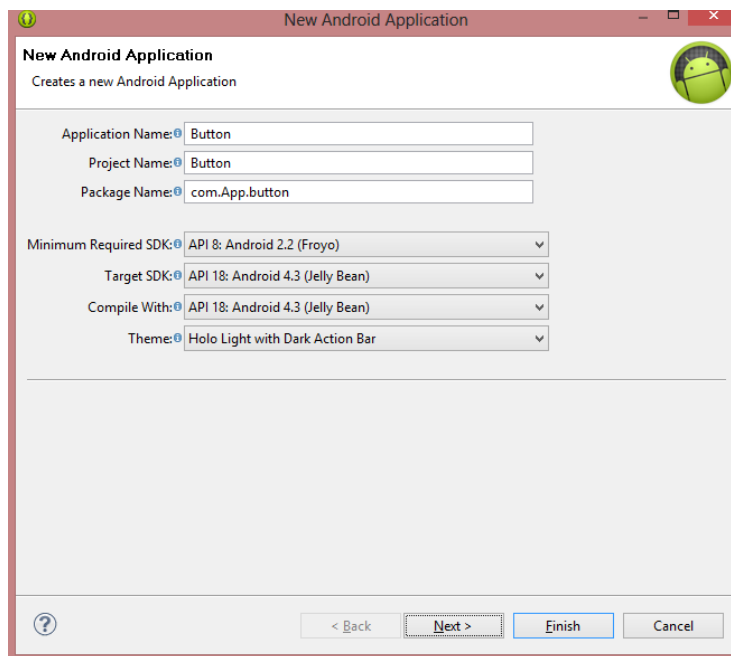 New Android Application
New Android Application
Creates a new Android Application
Application Name: Button
Project Name: Button
Package Name: com.App.button
Minimum Required SDK: API 8: Android 2.2 (Froyo)
Target SDK: API 18: Android 4.3 (Jelly Bean)
Compile With: API 18: Android 4.3 (Jelly Bean)
Theme: Holo Light with Dark Action Bar
? < Back Next > Finish Cancel